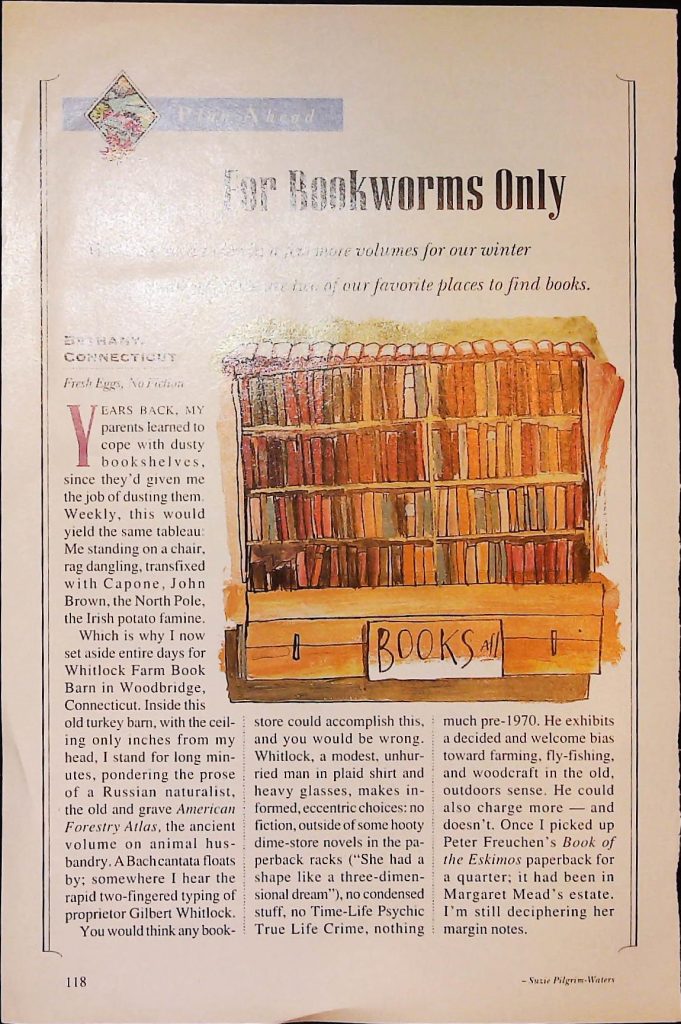 Plan Ahead
For Bookworms Only
more volumes for our winter
of our favorite places to find books.
BETHANY,
CONNECTICUT
Fresh Eggs, No Fiction
YEARS BACK, MY
parents learned to
cope with dusty
bookshelves,
since they'd given me
the job of dusting them.
Weekly, this would
yield the same tableau:
Me standing on a chair,
rag dangling, transfixed
with Capone, John
Brown, the North Pole,
the Irish potato famine.
Which is why I now
set aside entire days for
Whitlock Farm Book
Barn in Woodbridge,
Connecticut. Inside this
old turkey barn, with the ceil-
ing only inches from my
head, I stand for long min-
utes, pondering the prose
of a Russian naturalist,
the old and grave American
Forestry Atlas, the ancient
volume on animal hus-
bandry. A Bach cantata floats
by; somewhere I hear the
rapid two-fingered typing of
proprietor Gilbert Whitlock.
You would think any book-
BOOKS All
store could accomplish this,
and you would be wrong.
Whitlock, a modest, unhur-
ried man in plaid shirt and
heavy glasses, makes in-
formed, eccentric choices: no
fiction, outside of some hooty
dime-store novels in the pa-
perback racks ("She had a
shape like a three-dimen-
sional dream"), no condensed
stuff, no Time-Life Psychic
True Life Crime, nothing
much pre-1970. He exhibits
a decided and welcome bias
toward farming, fly-fishing,
and woodcraft in the old,
outdoors sense. He could
also charge more — and
doesn't. Once I picked up
Peter Freuchen's Book of
the Eskimos paperback for
a quarter; it had been in
Margaret Mead's estate.
I'm still deciphering her
margin notes.
118
– Suzie Pilgrim-Waters